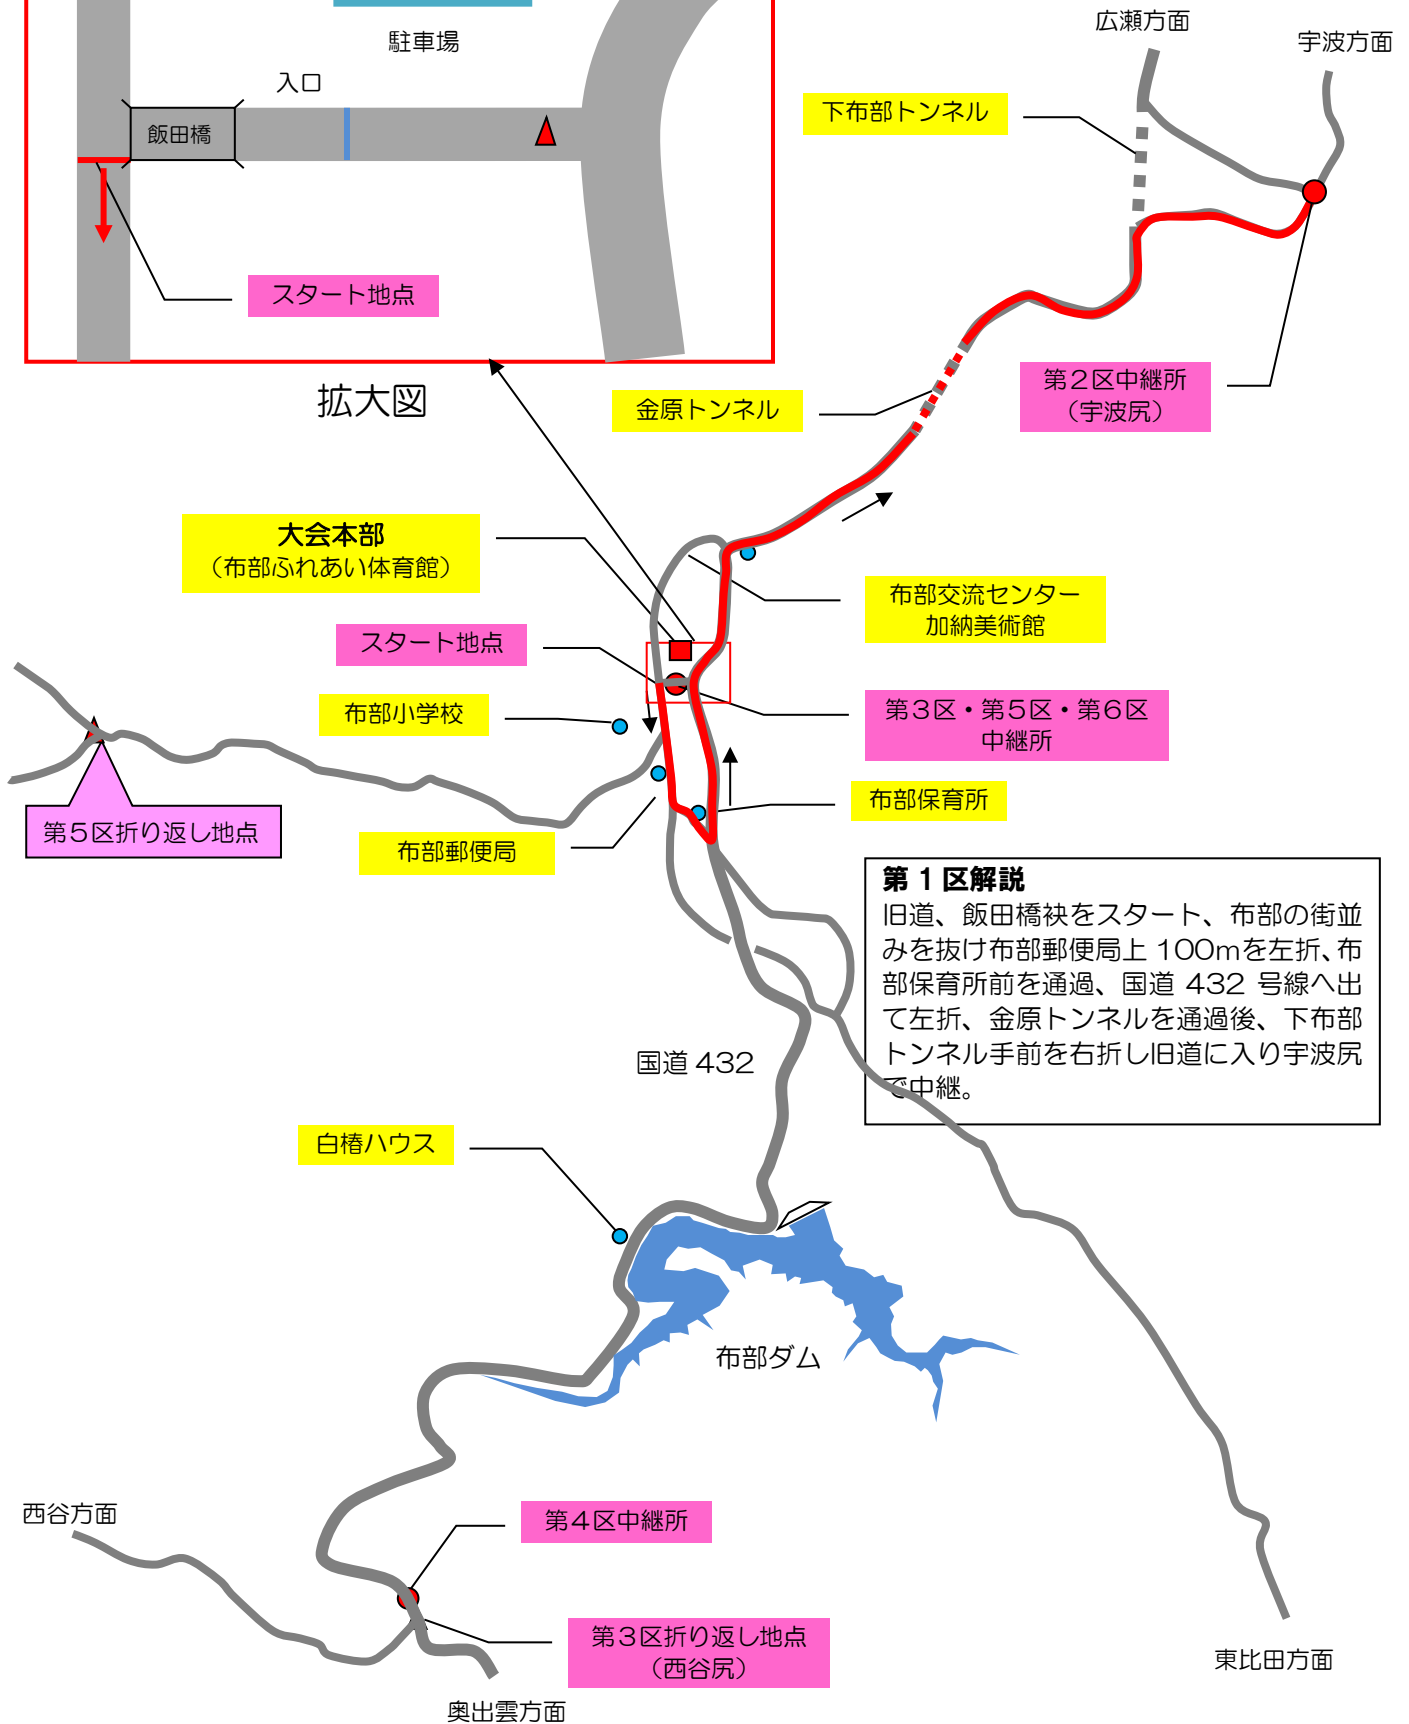 広瀬方面
宇波方面
駐車場
入口
飯田橋
下布部トンネル
スタート地点
拡大図
金原トンネル
第２区中継所
（宇波尻）
大会本部
（布部ふれあい体育館）
布部交流センター
加納美術館
スタート地点
布部小学校
第３区・第５区・第６区
中継所
布部保育所
第５区折り返し地点
布部郵便局
第１区解説
旧道、飯田橋袂をスタート、布部の街並
みを抜け布部郵便局上 100ｍを左折、布
部保育所前を通過、国道 432 号線へ出
て左折、金原トンネルを通過後、下布部
トンネル手前を右折し旧道に入り宇波尻
で中継。
国道 432
白椿ハウス
布部ダム
西谷方面
第４区中継所
第３区折り返し地点
（西谷尻）
東比田方面
奥出雲方面